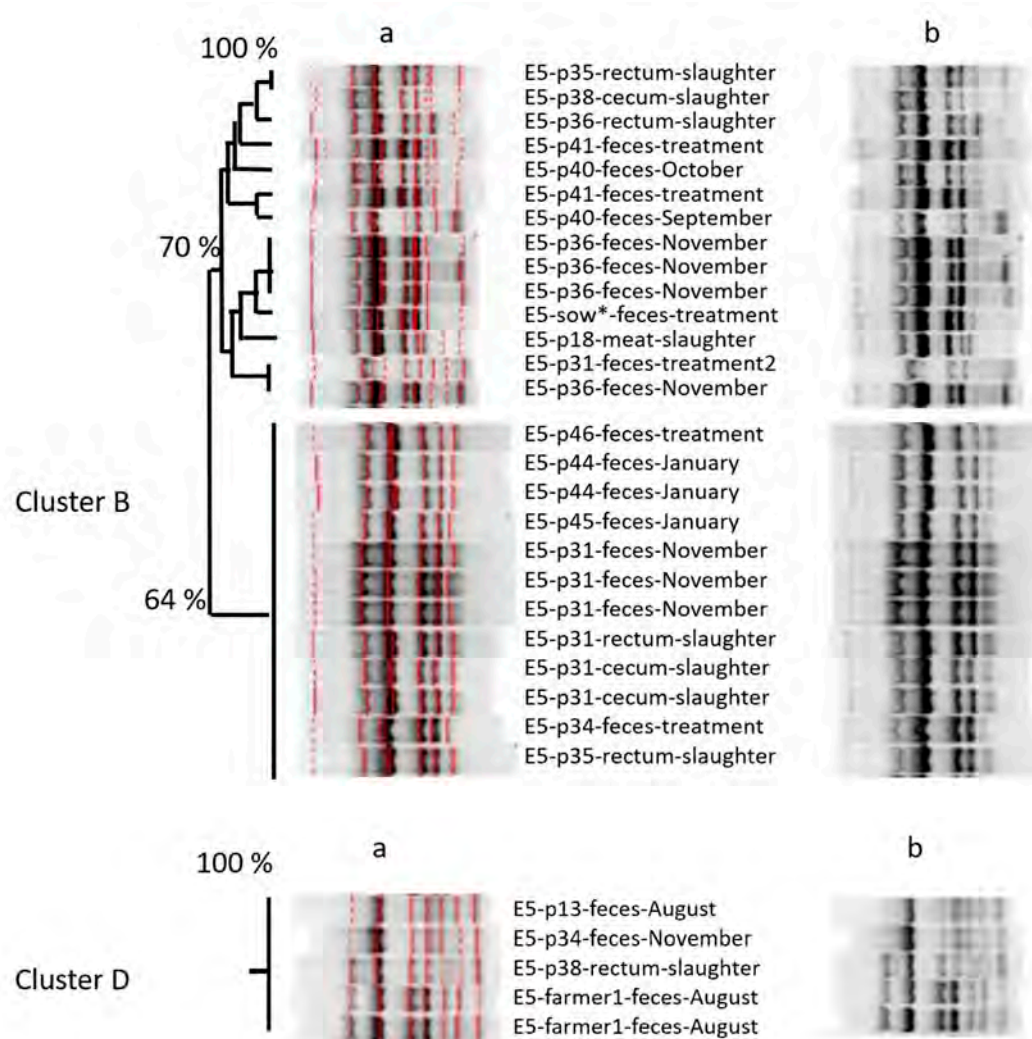 a
b
100 %
E5-p35-rectum-slaughter
E5-p38-cecum-slaughter
E5-p36-rectum-slaughter
E5-p41-feces-treatment
E5-p40-feces-October
E5-p41-feces-treatment
E5-p40-feces-September
70 %
E5-p36-feces-November
E5-p36-feces-November
E5-p36-feces-November
E5-sow*-feces-treatment
E5-p18-meat-slaughter
E5-p31-feces-treatment2
E5-p36-feces-November
E5-p46-feces-treatment
E5-p44-feces-January
Cluster B
E5-p44-feces-January
E5-p45-feces-January
E5-p31-feces-November
E5-p31-feces-November
64 %
E5-p31-feces-November
E5-p31-rectum-slaughter
E5-p31-cecum-slaughter
E5-p31-cecum-slaughter
E5-p34-feces-treatment
E5-p35-rectum-slaughter
a
b
100 %
E5-p13-feces-August
E5-p34-feces-November
Cluster D
E5-p38-rectum-slaughter
E5-farmer1-feces-August
E5-farmer1-feces-August